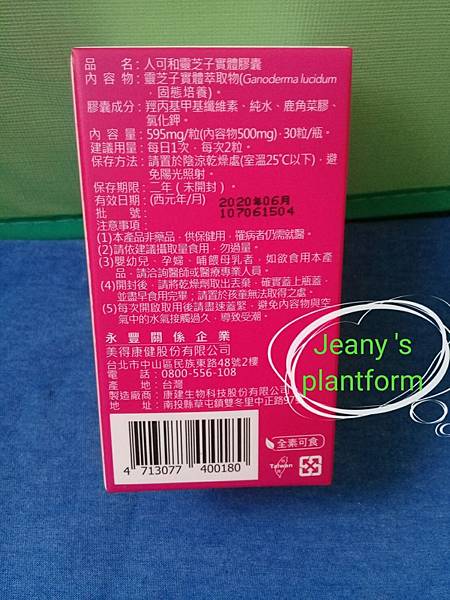 品　　　名：人可和靈芝子實體膠囊
內　容　物：靈芝子實體萃取物(Ganoderma lucidum
，固態培養)。
膠囊成分：羥丙基甲基纖維素、純水、鹿角菜膠、
氯化鉀。
內　容　量：595mg/粒(內容物500mg)，30粒/瓶。
建議用量：每日1次，每次2粒。
保存方法：請置於陰涼乾燥處(室溫25℃以下)，避
免陽光照射。
保存期限：二年（未開封）。
有效日期：(西元年/月) 2020年06月
批　　　號： 107061504
注意事項：
(1)本產品非藥品，供保健用，罹病者仍需就醫。
(2)請依建議攝取量食用，勿過量。
(3)嬰幼兒、孕婦、哺餵母乳者，如欲食用本產
品，請洽詢醫師或醫療專業人員。
(4)開封後，請將乾燥劑取出丟棄，確實蓋上瓶蓋，
並盡早食用完畢；請置於孩童無法取得之處。
(5)每次開啟取用後請盡速蓋緊，避免內容物與空
氣中的水氣接觸過久，導致受潮。
永豐關係企業
美得康健股份有限公司
台北市中山區民族東路48號2樓
電　　　話：0800-556-108
產　　　地：台灣
製造廠商：康建生物科技股份有限公司
地　　　址：南投縣草屯鎮雙冬里中正路97
Jeany 's
plantform
全素可食
Taiwan
4 713077 400180